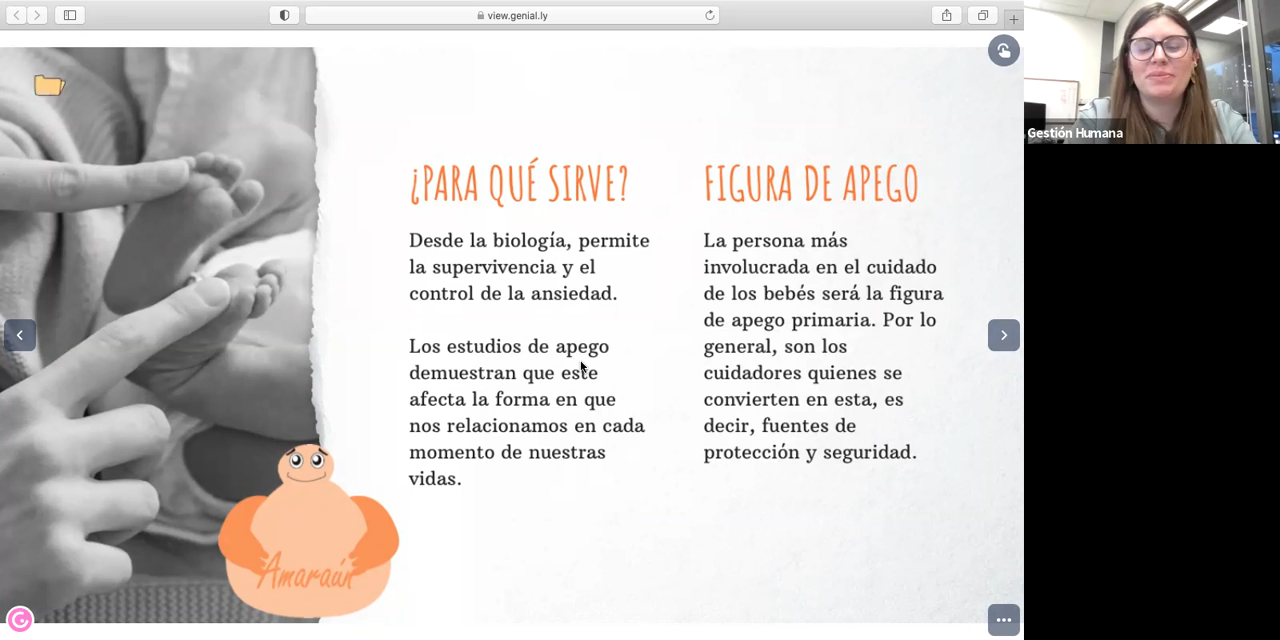 view.genial.ly
Gestión Humana
¿PARA QUÉ SIRVE?
Desde la biología, permite
la supervivencia y el
control de la ansiedad.
Los estudios de apego
demuestran que este
afecta la forma en que
nos relacionamos en cada
momento de nuestras
vidas.
FIGURA DE APEGO
La persona más
involucrada en el cuidado
de los bebés será la figura
de apego primaria. Por lo
general, son los
cuidadores quienes se
convierten en esta, es
decir, fuentes de
protección y seguridad.
Amaraún